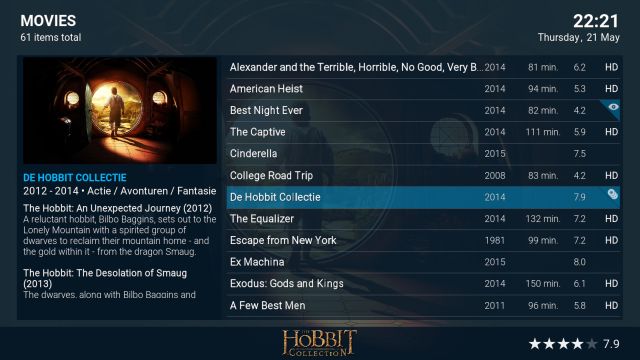 MOVIES
61 items total
22:21
Thursday, 21 May
DE HOBBIT COLLECTIE
2012 - 2014 • Actie / Avonturen / Fantasie
The Hobbit: An Unexpected Journey (2012)
A reluctant hobbit, Bilbo Baggins, sets out to the
Lonely Mountain with a spirited group of
dwarves to reclaim their mountain home - and
the gold within it - from the dragon Smaug.
The Hobbit: The Desolation of Smaug
(2013)
The dwarves, along with Bilbo Baggins and
Alexander and the Terrible, Horrible, No Good, Very B... 2014 81 min. 6.2 HD
American Heist 2014 94 min. 5.3 HD
Best Night Ever 2014 82 min. 4.2
The Captive 2014 111 min. 5.9 HD
Cinderella 2015 7.5
College Road Trip 2008 83 min. 4.2 HD
De Hobbit Collectie 2014 7.9
The Equalizer 2014 132 min. 7.2 HD
Escape from New York 1981 99 min. 7.2 HD
Ex Machina 2015 8.0
Exodus: Gods and Kings 2014 150 min. 6.1 HD
A Few Best Men 2011 96 min. 5.8 HD
THE
HOBBIT
COLLECTION
7.9